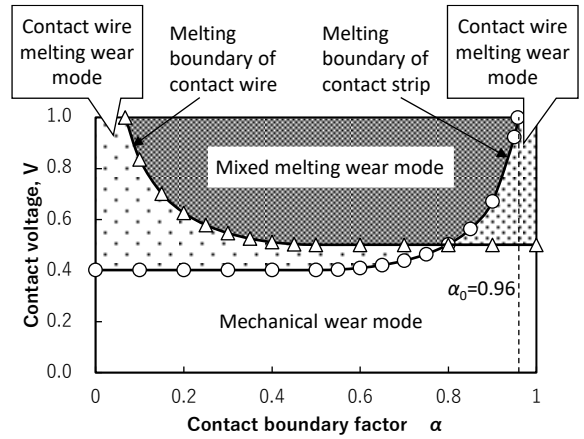 Contact wire
melting wear
mode
Melting
boundary of
contact wire
Melting
boundary of
contact strip
Contact wire
melting wear
mode
Contact voltage, V
1.0
0.8
0.6
0.4
0.2
0.0
Mixed melting wear mode
α0=0.96
Mechanical wear mode
0
0.2
0.4
0.6
0.8
1
Contact boundary factor α